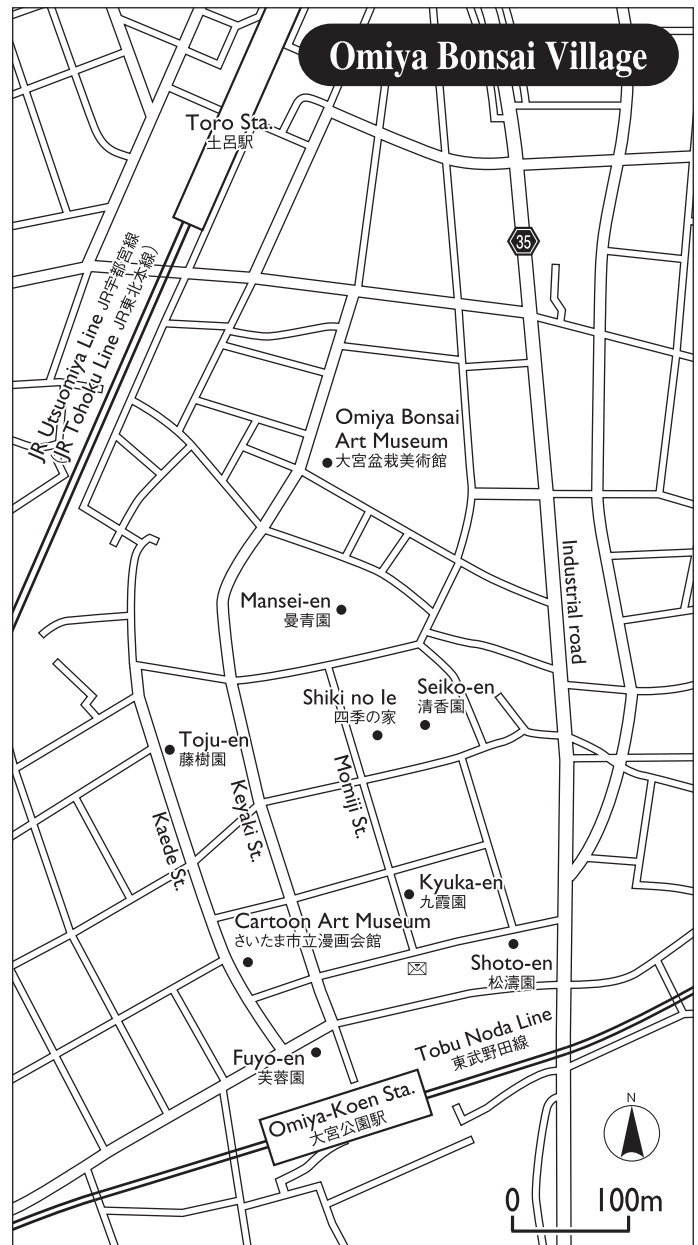 Omiya Bonsai Village
Toro Sta.
土呂駅
35
JR Utsuomiya Line JR宇都宮線
(JR Tohoku Line JR東北本線)
Omiya Bonsai
Art Museum
大宮盆栽美術館
Industrial road
Mansei-en
曼青園
Shiki no Ie
四季の家
Seiko-en
清香園
Toju-en
藤樹園
Keyaki St.
Momiji St.
Kaede St.
Kyuka-en
九霞園
Cartoon Art Museum
さいたま市立漫画会館
Shoto-en
松濤園
Fuyo-en
芙蓉園
Tobu Noda Line
東武野田線
Omiya-Koen Sta.
大宮公園駅
N
0 100m